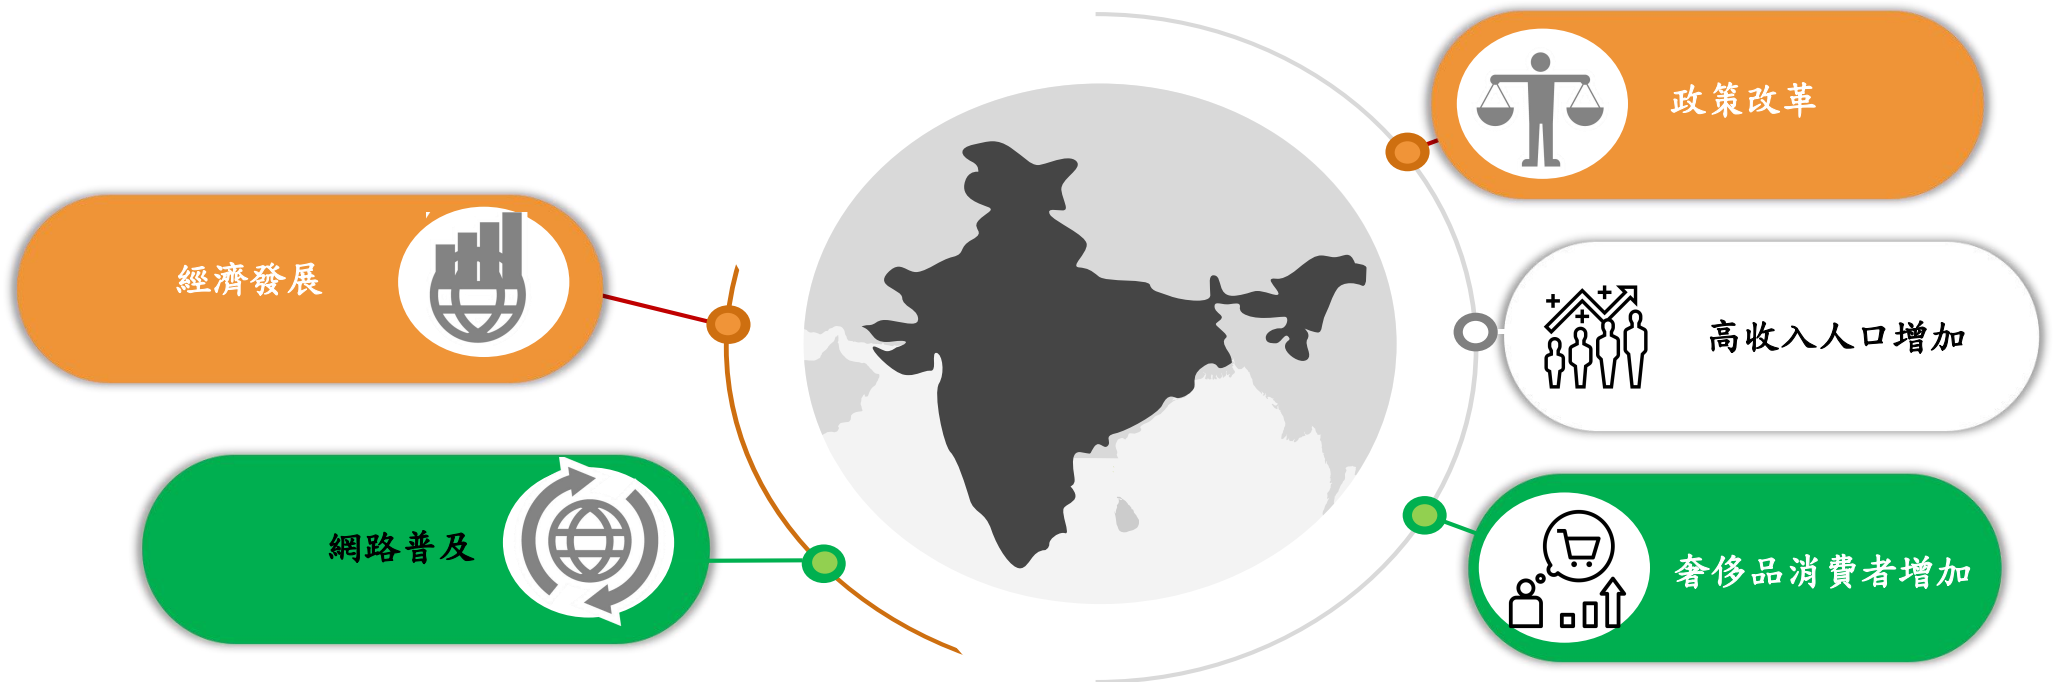 經濟發展
網路普及
政策改革
高收入人口增加
奢侈品消費者增加